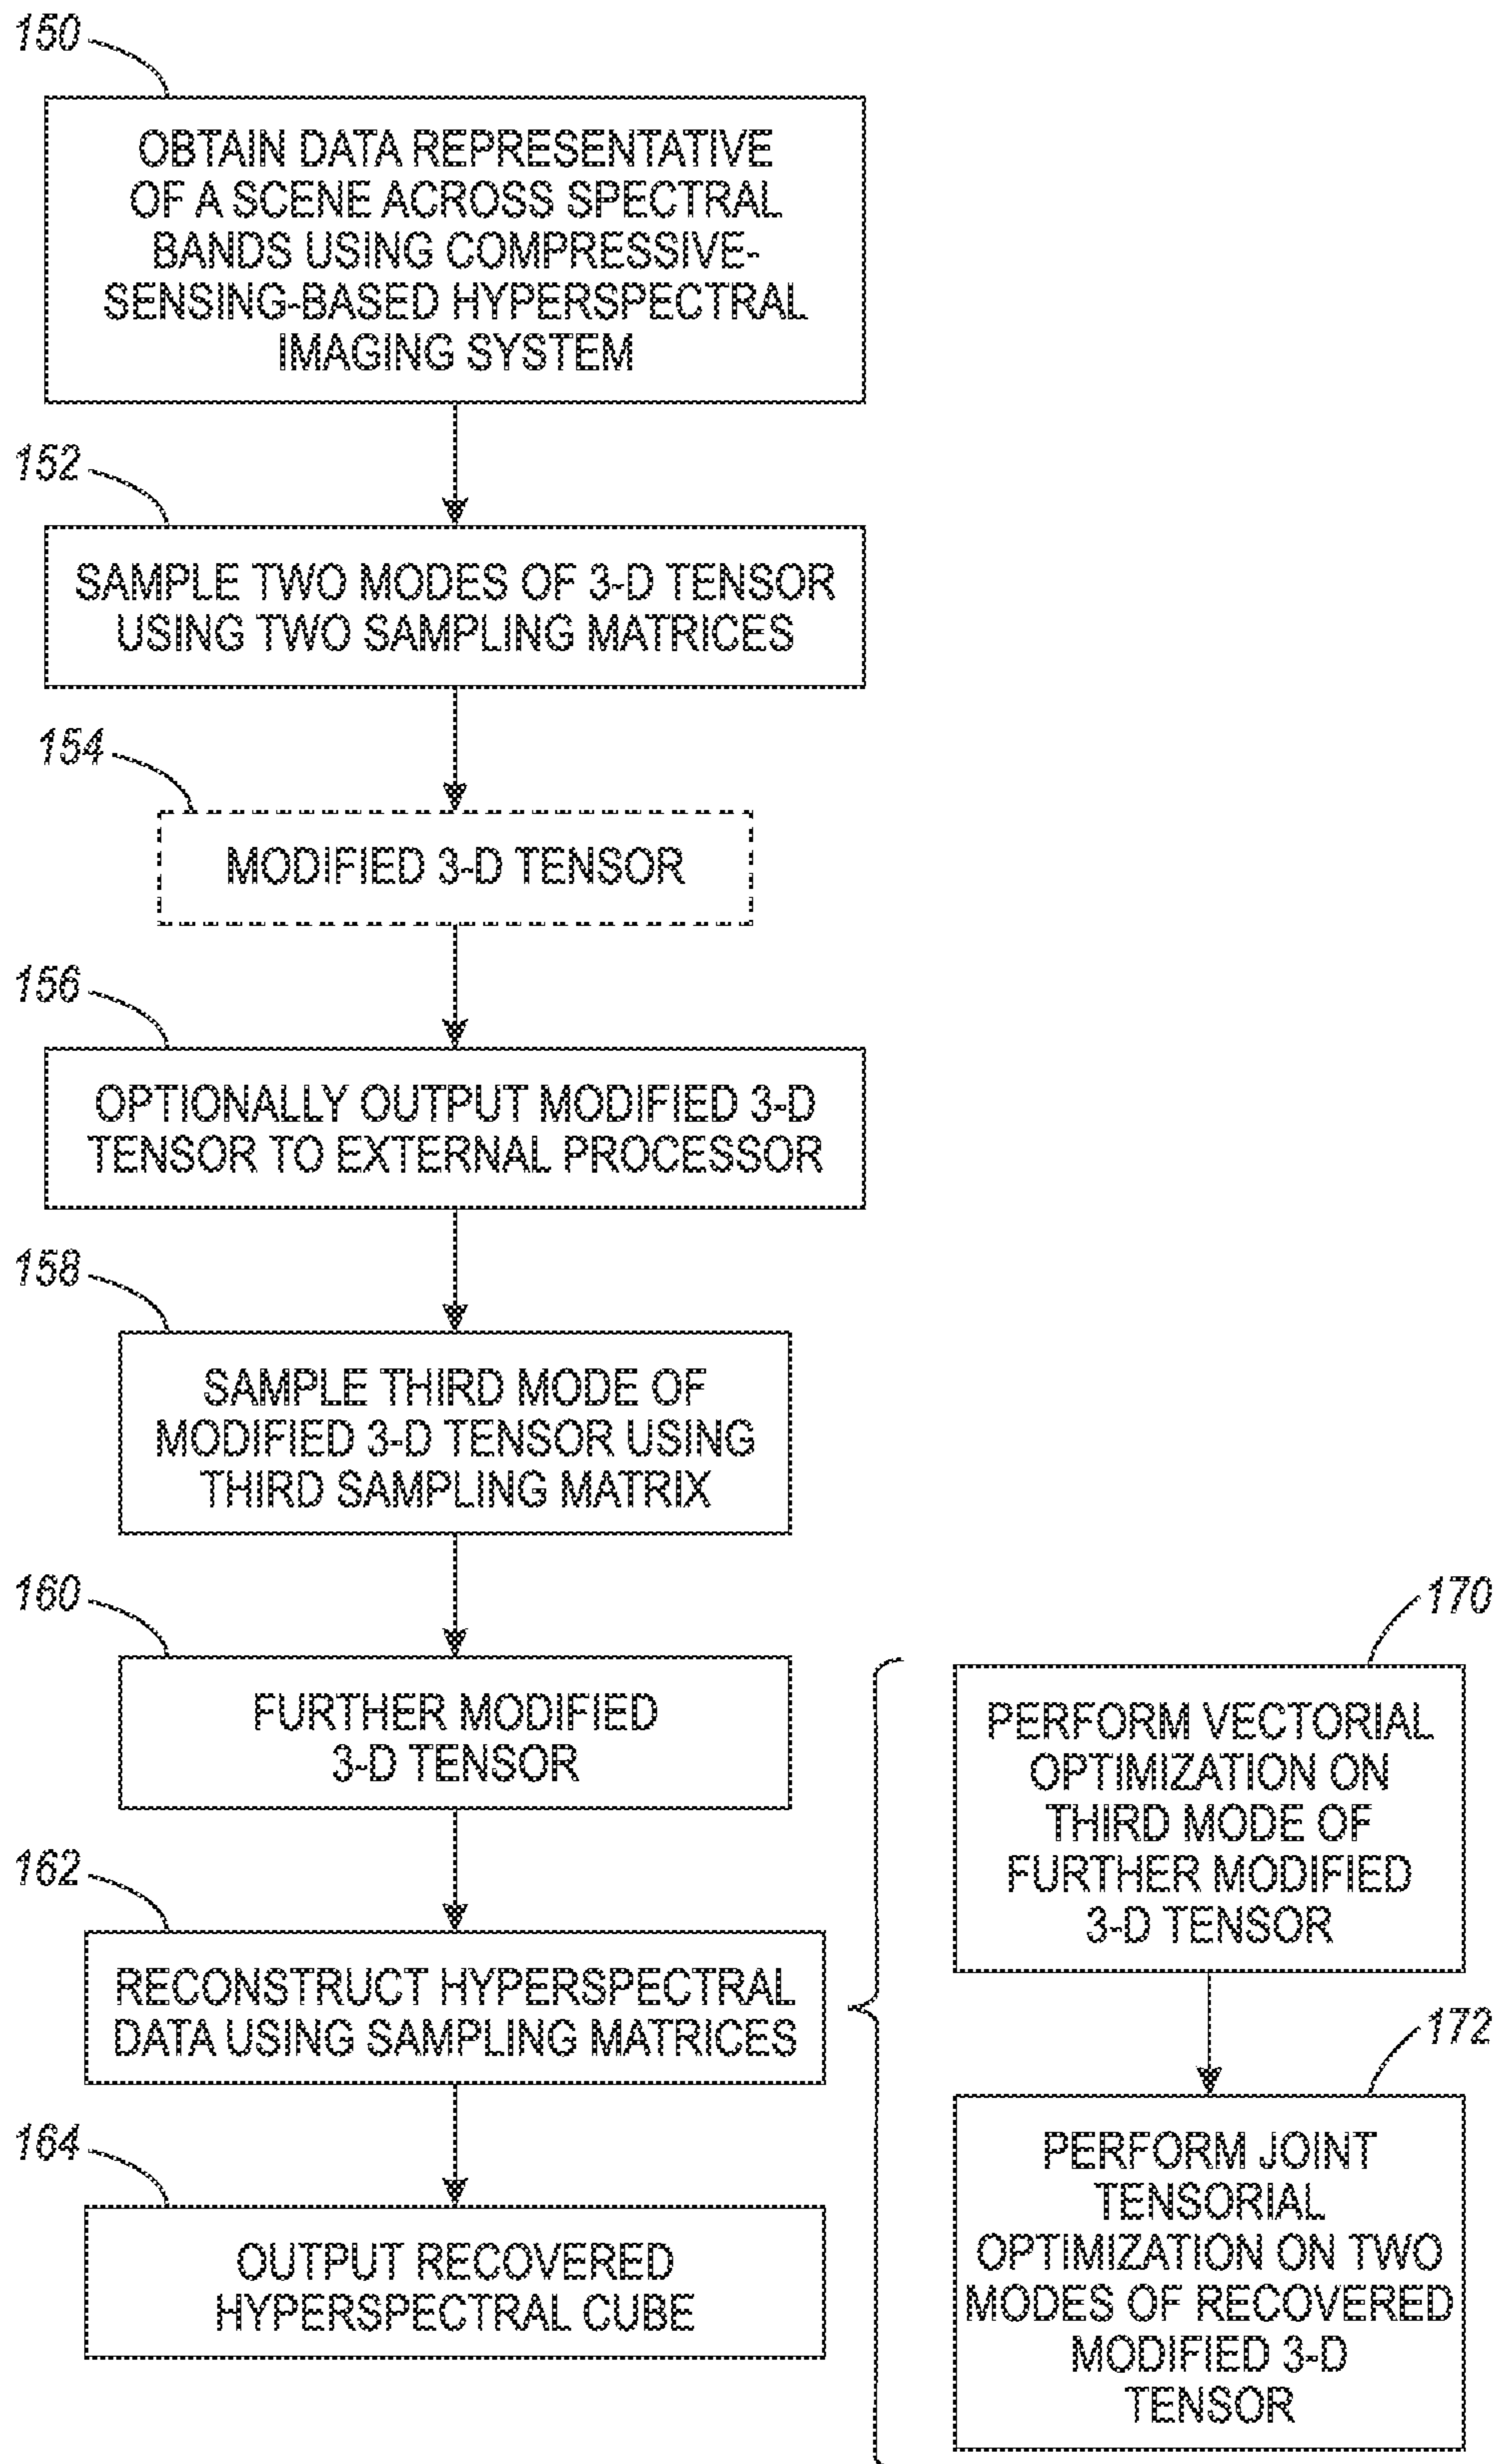 150
OBTAIN DATA REPRESENTATIVE
OF A SCENE ACROSS SPECTRAL
BANDS USING COMPRESSIVE-
SENSING-BASED HYPERSPECTRAL
IMAGING SYSTEM
152
SAMPLE TWO MODES OF 3-D TENSOR
USING TWO SAMPLING MATRICES
154
MODIFIED 3-D TENSOR
156
OPTIONALLY OUTPUT MODIFIED 3-D
TENSOR TO EXTERNAL PROCESSOR
158
SAMPLE THIRD MODE OF
MODIFIED 3-D TENSOR USING
THIRD SAMPLING MATRIX
160
FURTHER MODIFIED
3-D TENSOR
162
RECONSTRUCT HYPERSPECTRAL
DATA USING SAMPLING MATRICES
164
OUTPUT RECOVERED
HYPERSPECTRAL CUBE
170
PERFORM VECTORIAL
OPTIMIZATION ON
THIRD MODE OF
FURTHER MODIFIED
3-D TENSOR
172
PERFORM JOINT
TENSORIAL
OPTIMIZATION ON TWO
MODES OF RECOVERED
MODIFIED 3-D
TENSOR